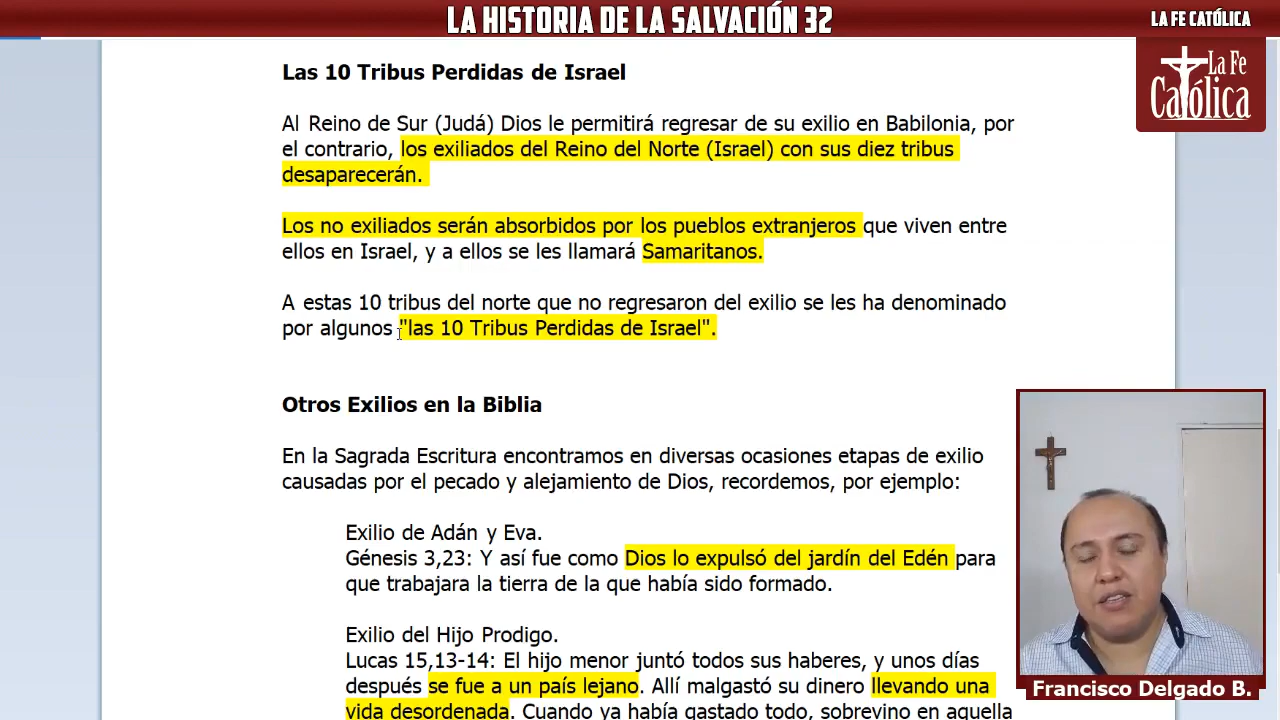 LA HISTORIA DE LA SALVACIÓN 32
LA FE CATÓLICA
La Fe
Católica
Las 10 Tribus Perdidas de Israel
Al Reino de Sur (Judá) Dios le permitirá regresar de su exilio en Babilonia, por
el contrario, los exiliados del Reino del Norte (Israel) con sus diez tribus
desaparecerán.
Los no exiliados serán absorbidos por los pueblos extranjeros que viven entre
ellos en Israel, y a ellos se les llamará Samaritanos.
A estas 10 tribus del norte que no regresaron del exilio se les ha denominado
por algunos "las 10 Tribus Perdidas de Israel".
Otros Exilios en la Biblia
En la Sagrada Escritura encontramos en diversas ocasiones etapas de exilio
causadas por el pecado y alejamiento de Dios, recordemos, por ejemplo:
Exilio de Adán y Eva.
Génesis 3,23: Y así fue como Dios lo expulsó del jardín del Edén para
que trabajara la tierra de la que había sido formado.
Exilio del Hijo Prodigo.
Lucas 15,13-14: El hijo menor juntó todos sus haberes, y unos días
después se fue a un país lejano. Allí malgastó su dinero llevando una
vida desordenada. Cuando ya había gastado todo, sobrevino en aquella
Francisco Delgado B.